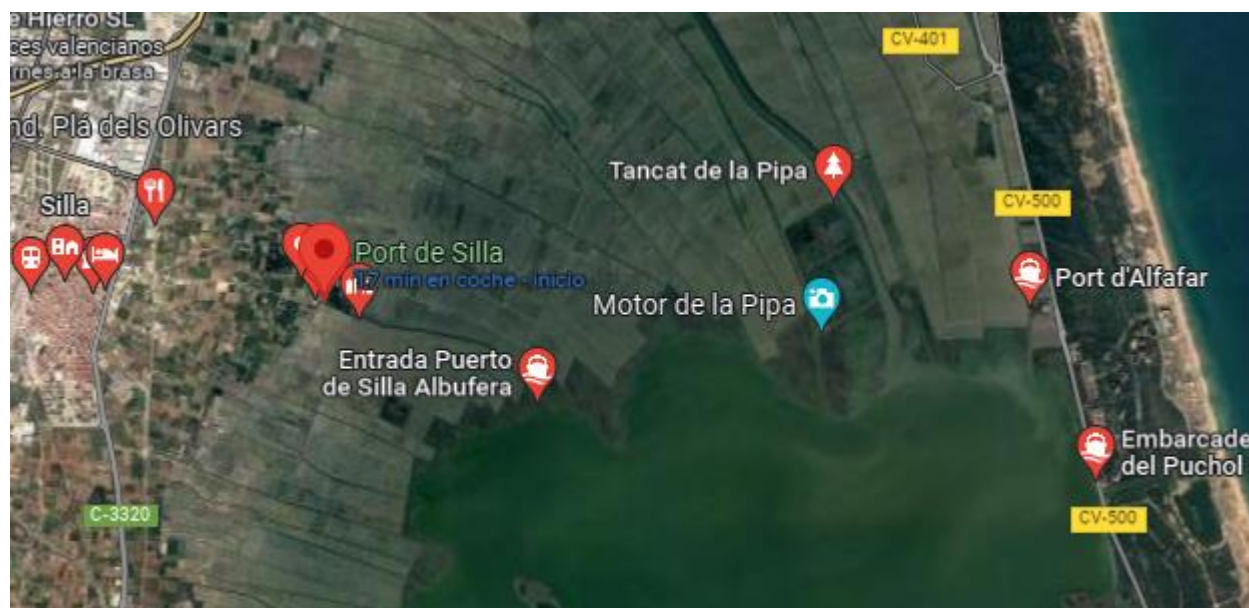 e Hierro SL
ces valencianos
rnes a la brasa
nd. Plá dels Olivars
Silla
C-3320
Port de Silla
17 min en coche - inicio
Entrada Puerto
de Silla Albufera
Tancat de la Pipa
Motor de la Pipa
CV-401
CV-500
Port d'Alfafar
Embarcade
del Puchol
CV-500